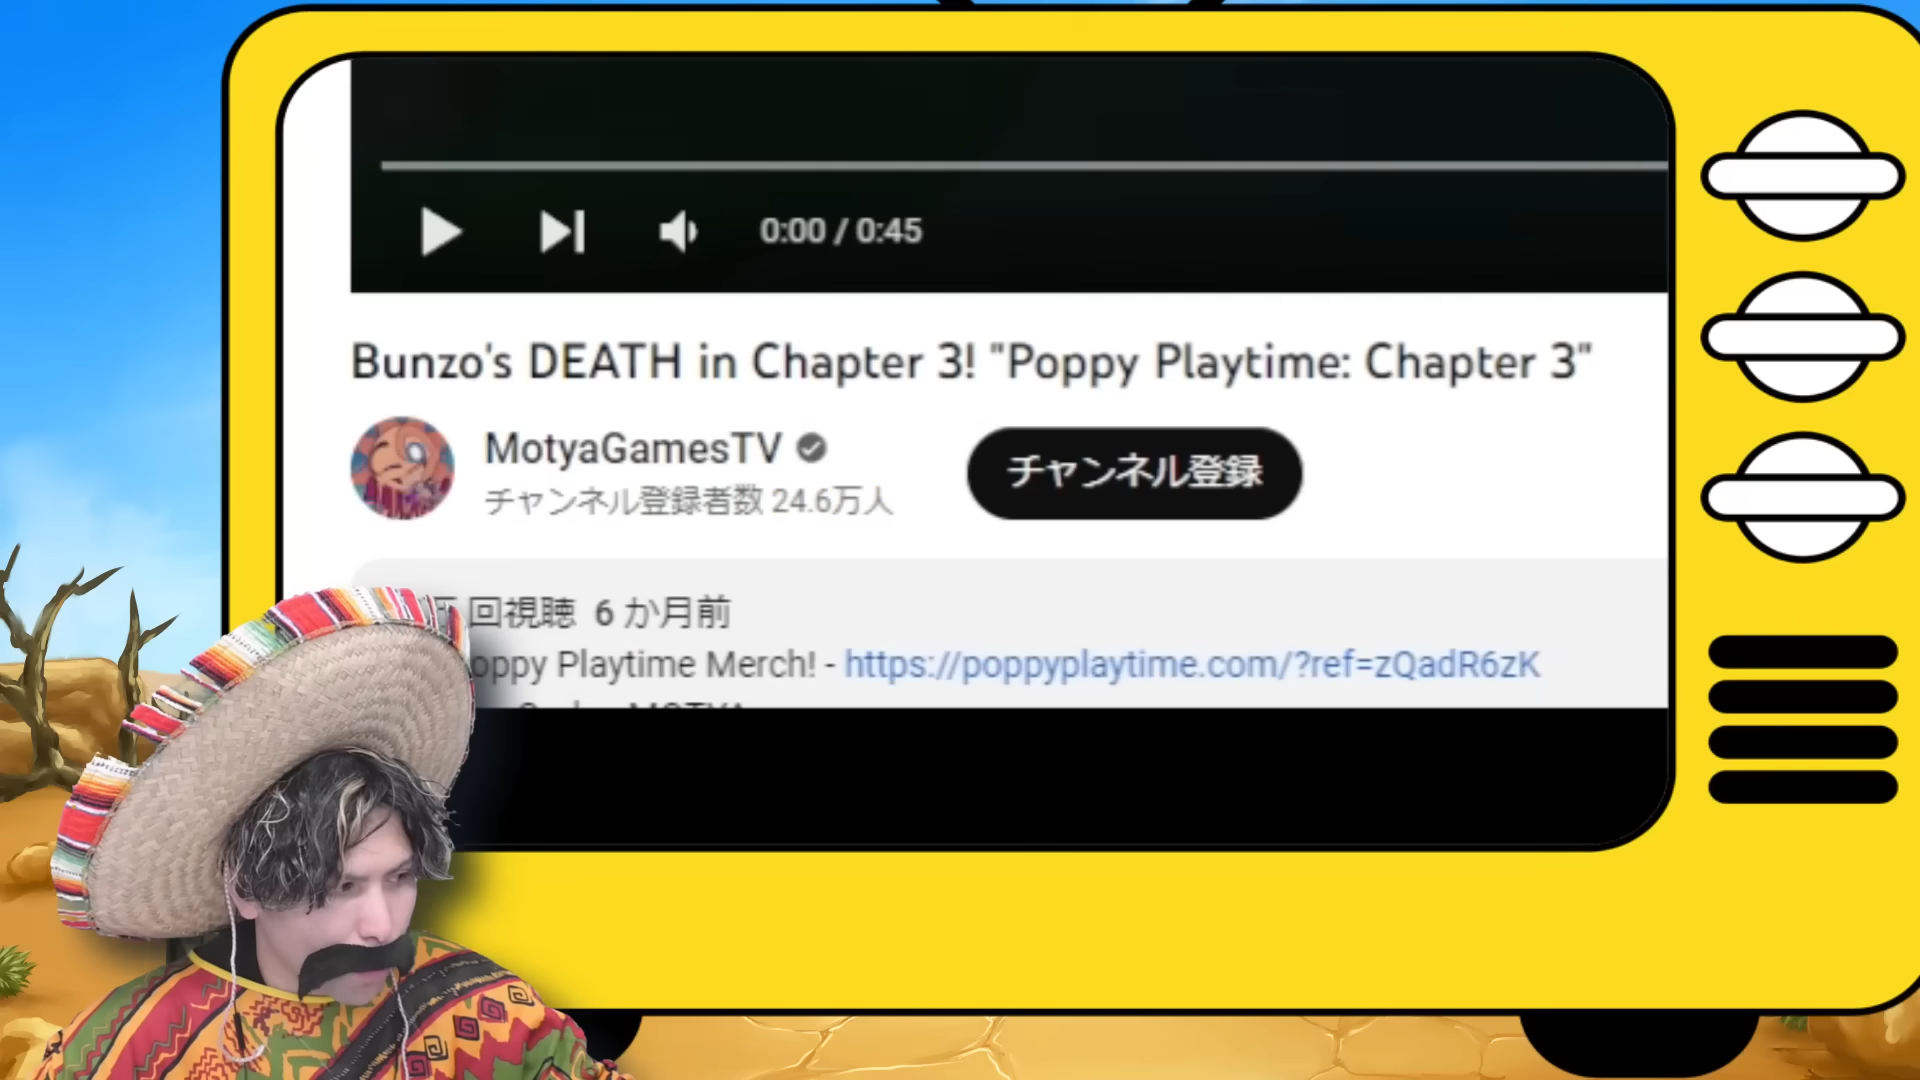 0:00 / 0:45
Bunzo's DEATH in Chapter 3! "Poppy Playtime: Chapter 3"
MotyaGamesTV
チャンネル登録者数 24.6万人
チャンネル登録
回視聴 6 か月前
Playtime Merch! - https://poppyplaytime.com/?ref=zQadR6zK